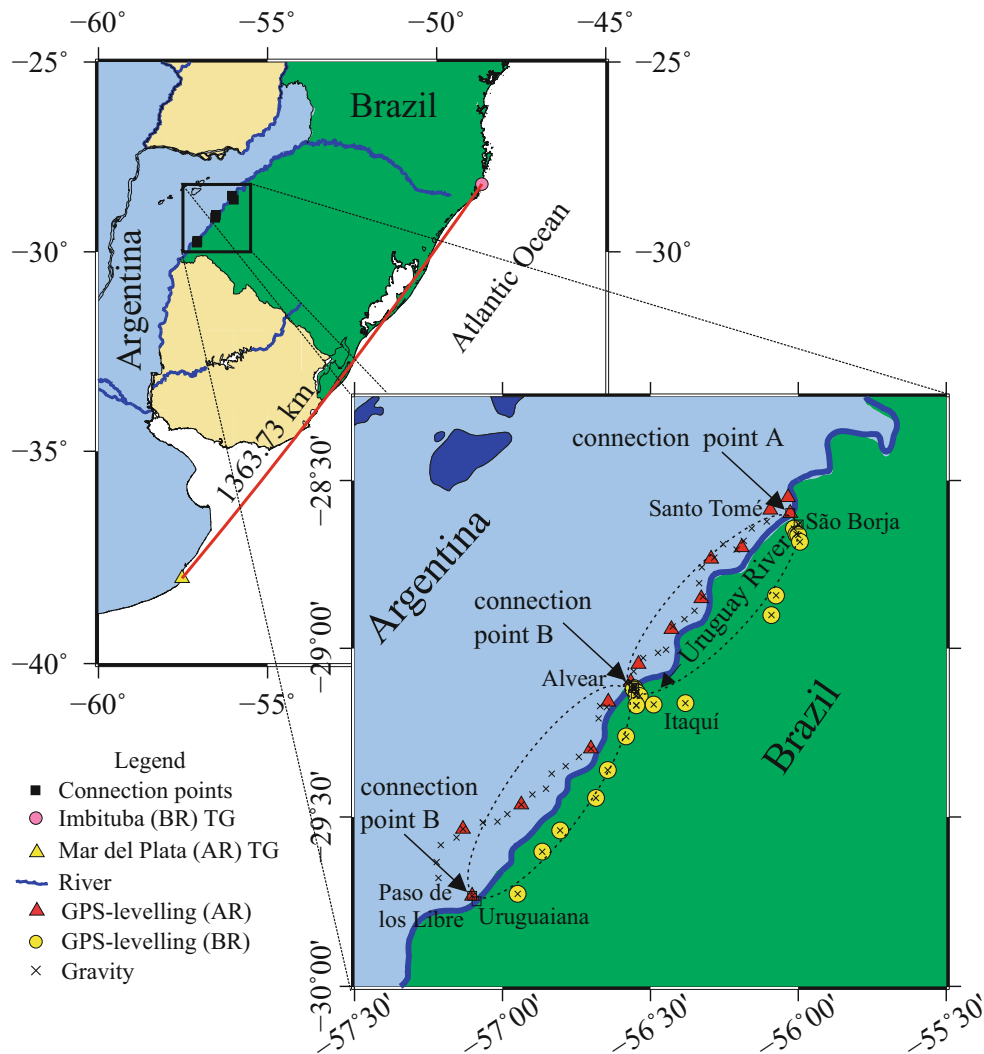 −60° −55° −50° −45°
−25° −25°
Brazil
Argentina
−30° −30°
Atlantic Ocean
1363.73 km
−35°
−40°
−55° −50°
connection point A
−28°30'
Santo Tomé
São Borja
Argentina
Uruguay River
connection
point B
−29°00'
Alvear
Itaquí
Brazil
connection
point B
−29°30'
Paso de
los Libre
Uruguaiana
−30°00'
−57°30' −57°00' −56°30' −56°00' −55°30'
Legend
Connection points
Imbituba (BR) TG
Mar del Plata (AR) TG
River
GPS-levelling (AR)
GPS-levelling (BR)
Gravity